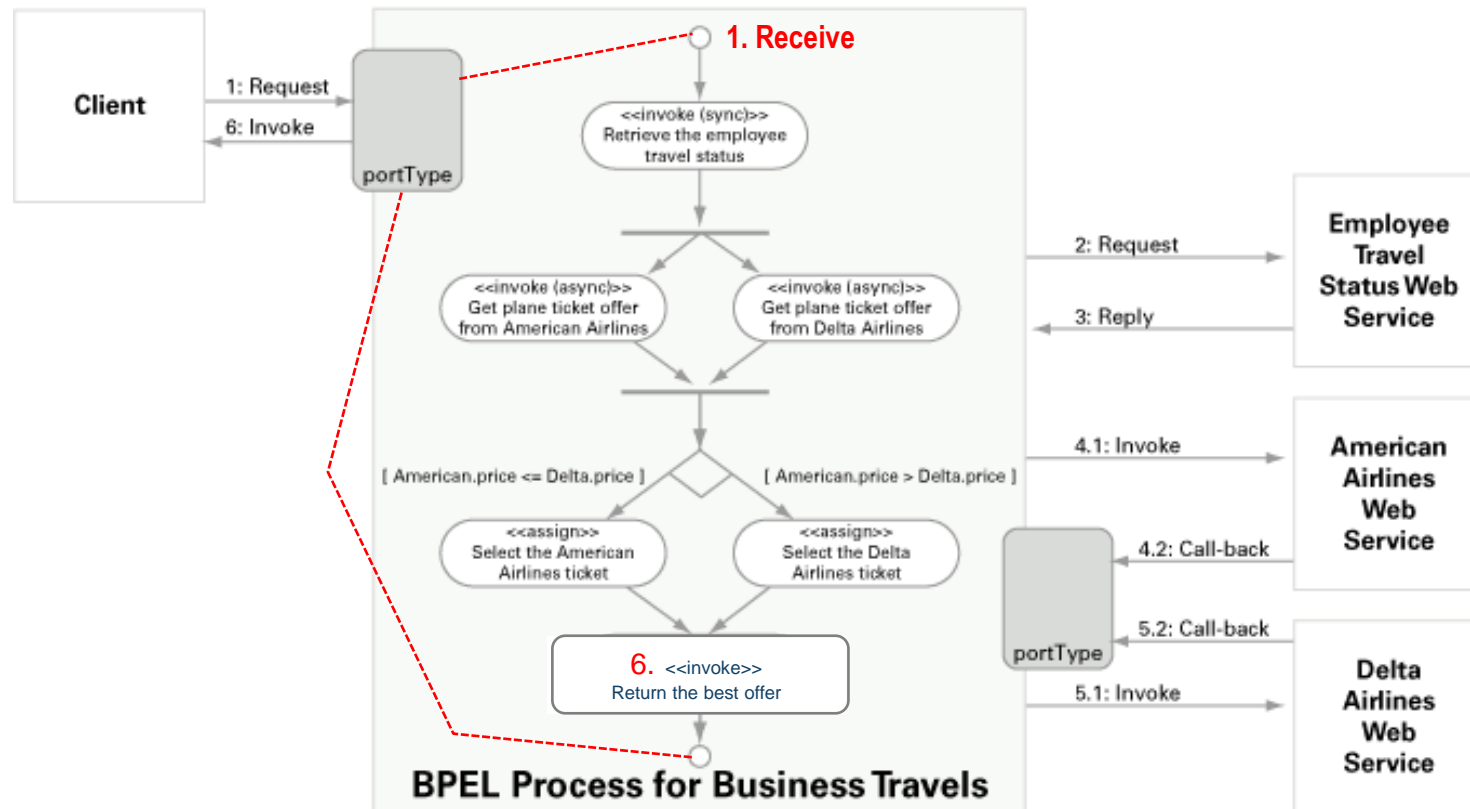 1. Receive
Client
1: Request
6: Invoke
portType
<<invoke (sync)>>
Retrieve the employee
travel status
<<invoke (async)>>
Get plane ticket offer
from American Airlines
<<invoke (async)>>
Get plane ticket offer
from Delta Airlines
2: Request
3: Reply
Employee
Travel
Status Web
Service
[ American.price <= Delta.price ]
[ American.price > Delta.price ]
4.1: Invoke
American
Airlines
Web
Service
<<assign>>
Select the American
Airlines ticket
<<assign>>
Select the Delta
Airlines ticket
4.2: Call-back
5.2: Call-back
portType
5.1: Invoke
Delta
Airlines
Web
Service
6. <<invoke>>
Return the best offer
BPEL Process for Business Travels